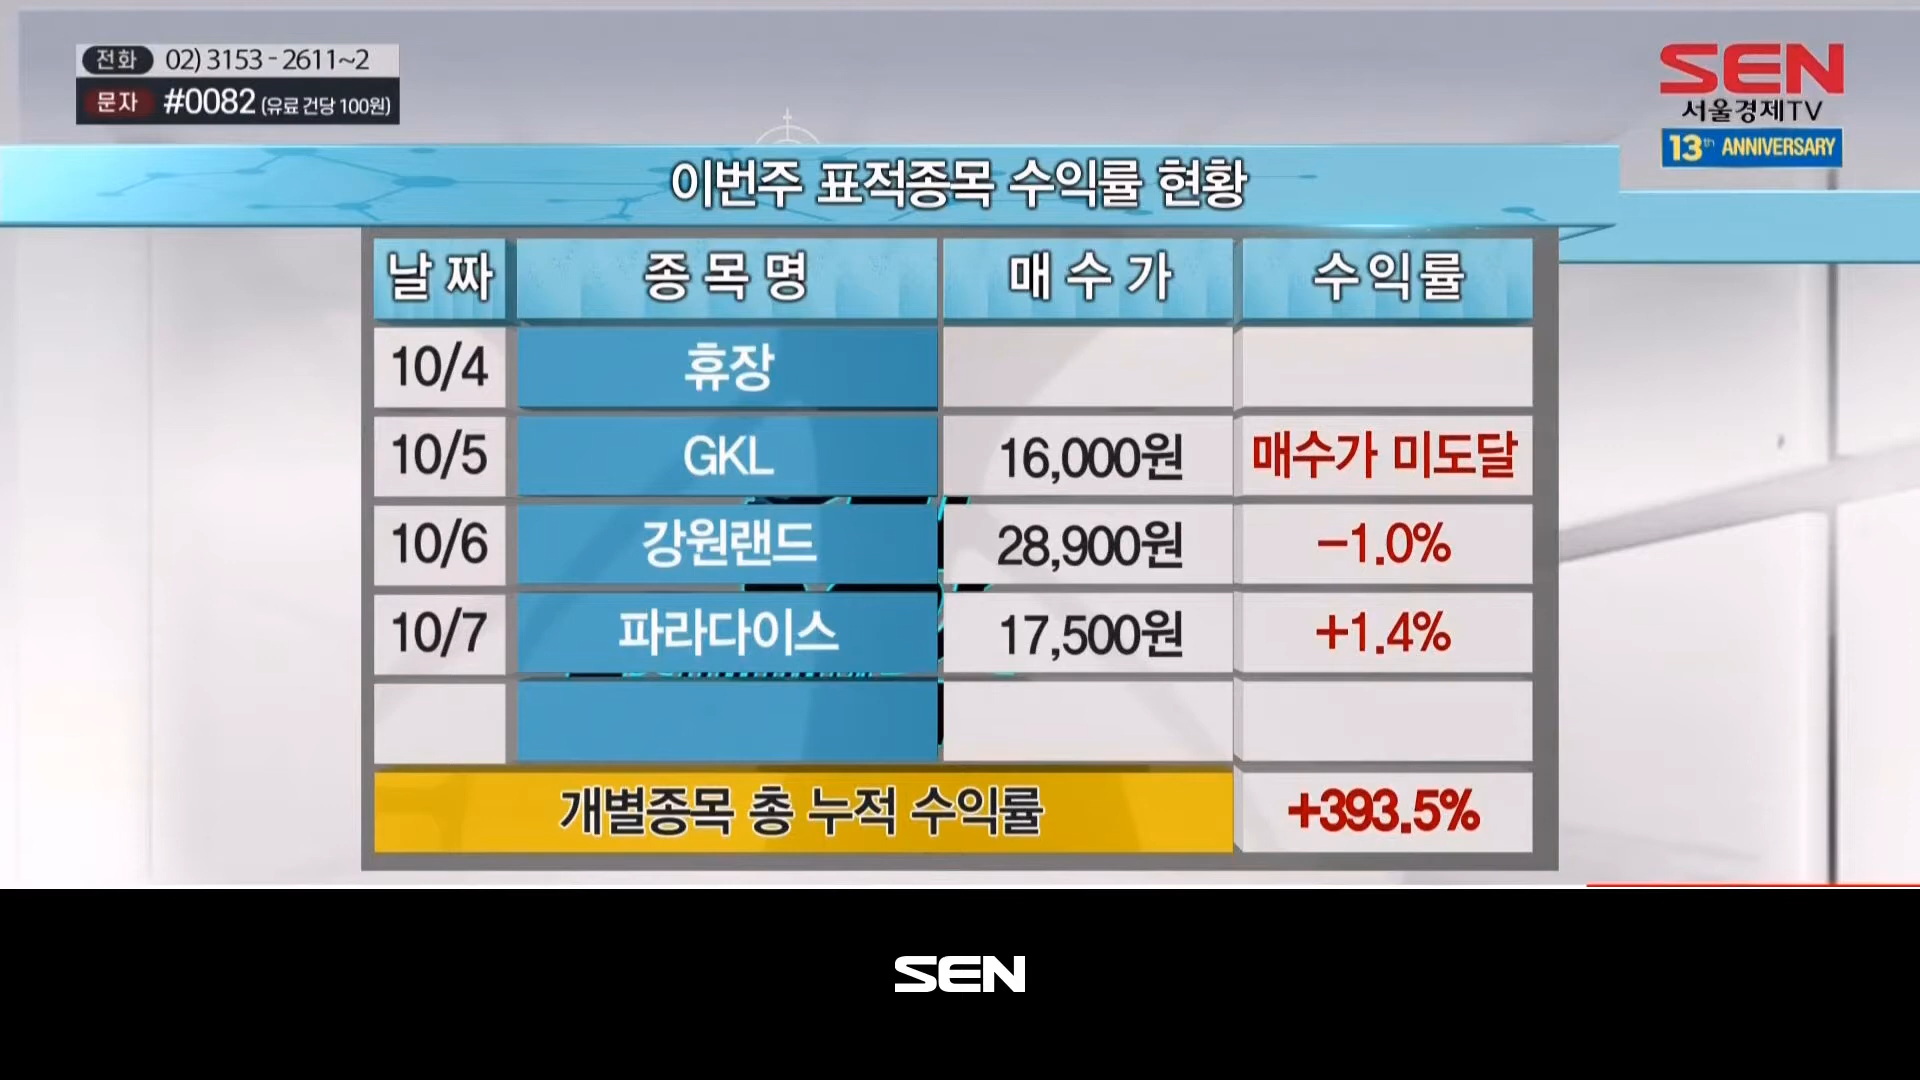 전화 02) 3153 - 2611~2
문자 #0082 (유료 건당 100원)
SEN
서울경제TV
13th ANNIVERSARY
이번주 표적종목 수익률 현황
날짜 종목명 매수가 수익률
10/4 휴장
10/5 GKL 16,000원 매수가 미도달
10/6 강원랜드 28,900원 -1.0%
10/7 파라다이스 17,500원 +1.4%
개별종목 총 누적 수익률 +393.5%
SEN